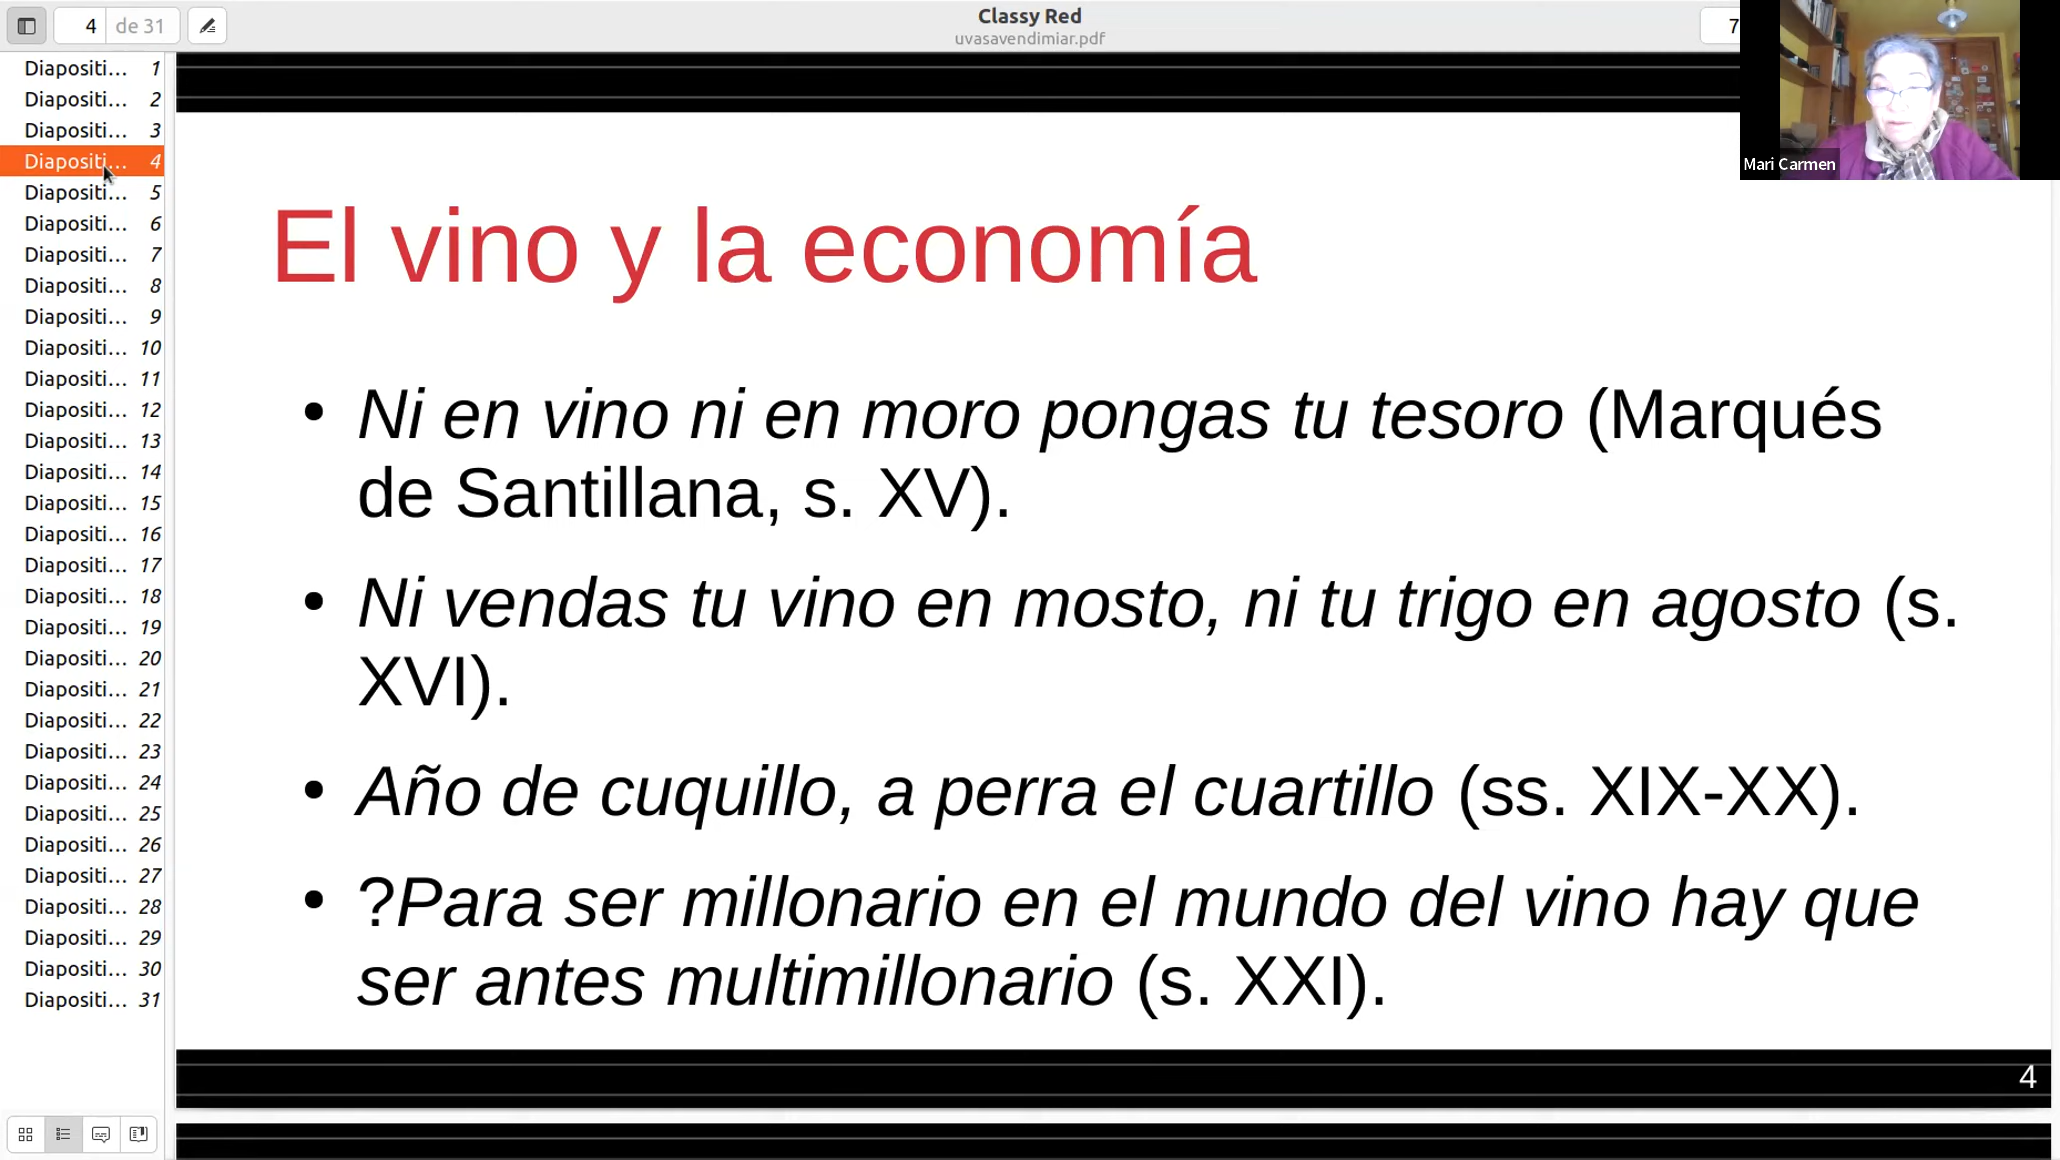 4 de 31
Classy Red
uvasavendimiar.pdf
7
Mari Carmen
Diapositi... 1
Diapositi... 2
Diapositi... 3
Diapositi... 4
Diapositi... 5
Diapositi... 6
Diapositi... 7
Diapositi... 8
Diapositi... 9
Diapositi... 10
Diapositi... 11
Diapositi... 12
Diapositi... 13
Diapositi... 14
Diapositi... 15
Diapositi... 16
Diapositi... 17
Diapositi... 18
Diapositi... 19
Diapositi... 20
Diapositi... 21
Diapositi... 22
Diapositi... 23
Diapositi... 24
Diapositi... 25
Diapositi... 26
Diapositi... 27
Diapositi... 28
Diapositi... 29
Diapositi... 30
Diapositi... 31
El vino y la economía
• Ni en vino ni en moro pongas tu tesoro (Marqués
de Santillana, s. XV).
• Ni vendas tu vino en mosto, ni tu trigo en agosto (s.
XVI).
• Año de cuquillo, a perra el cuartillo (ss. XIX-XX).
• ?Para ser millonario en el mundo del vino hay que
ser antes multimillonario (s. XXI).
4